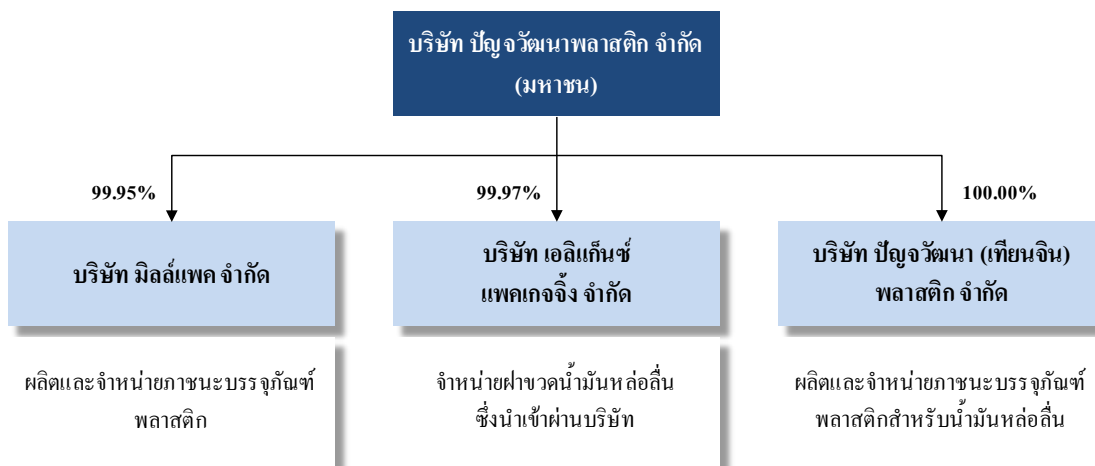 บริษัท ปัญจวัฒนาพลาสติก จำกัด
(มหาชน)
99.95%
99.97%
100.00%
บริษัท มิลล์แพค จำกัด
บริษัท เอลิแก็นซ์
แพคเกจจิ้ง จำกัด
บริษัท ปัญจวัฒนา (เทียนจิน)
พลาสติก จำกัด
ผลิตและจำหน่ายภาชนะบรรจุภัณฑ์
พลาสติก
จำหน่ายฝาขวดน้ำมันหล่อลื่น
ซึ่งนำเข้าผ่านบริษัท
ผลิตและจำหน่ายภาชนะบรรจุภัณฑ์
พลาสติกสำหรับน้ำมันหล่อลื่น